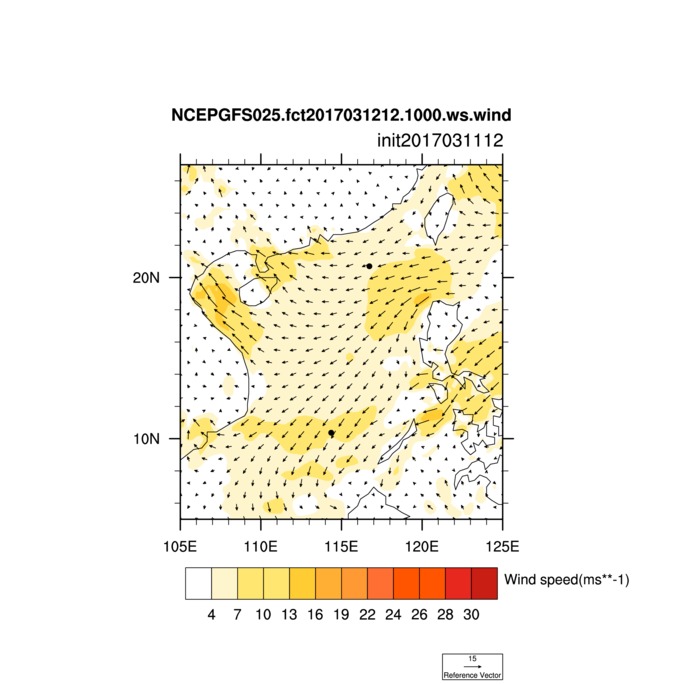 NCEPGFS025.fct2017031212.1000.ws.wind
init2017031112
20N
10N
105E 110E 115E 120E 125E
Wind speed(ms**-1)
4 7 10 13 16 19 22 24 26 28 30
15
Reference Vector